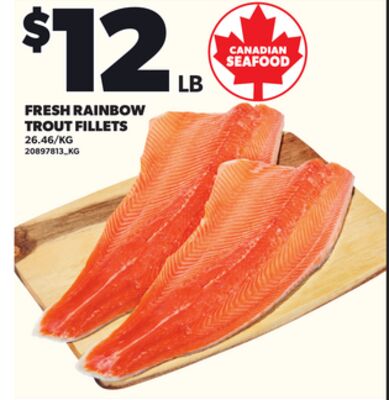 $12 LB
CANADIAN
SEAFOOD
FRESH RAINBOW
TROUT FILLETS
26.46/KG
20897813_KG